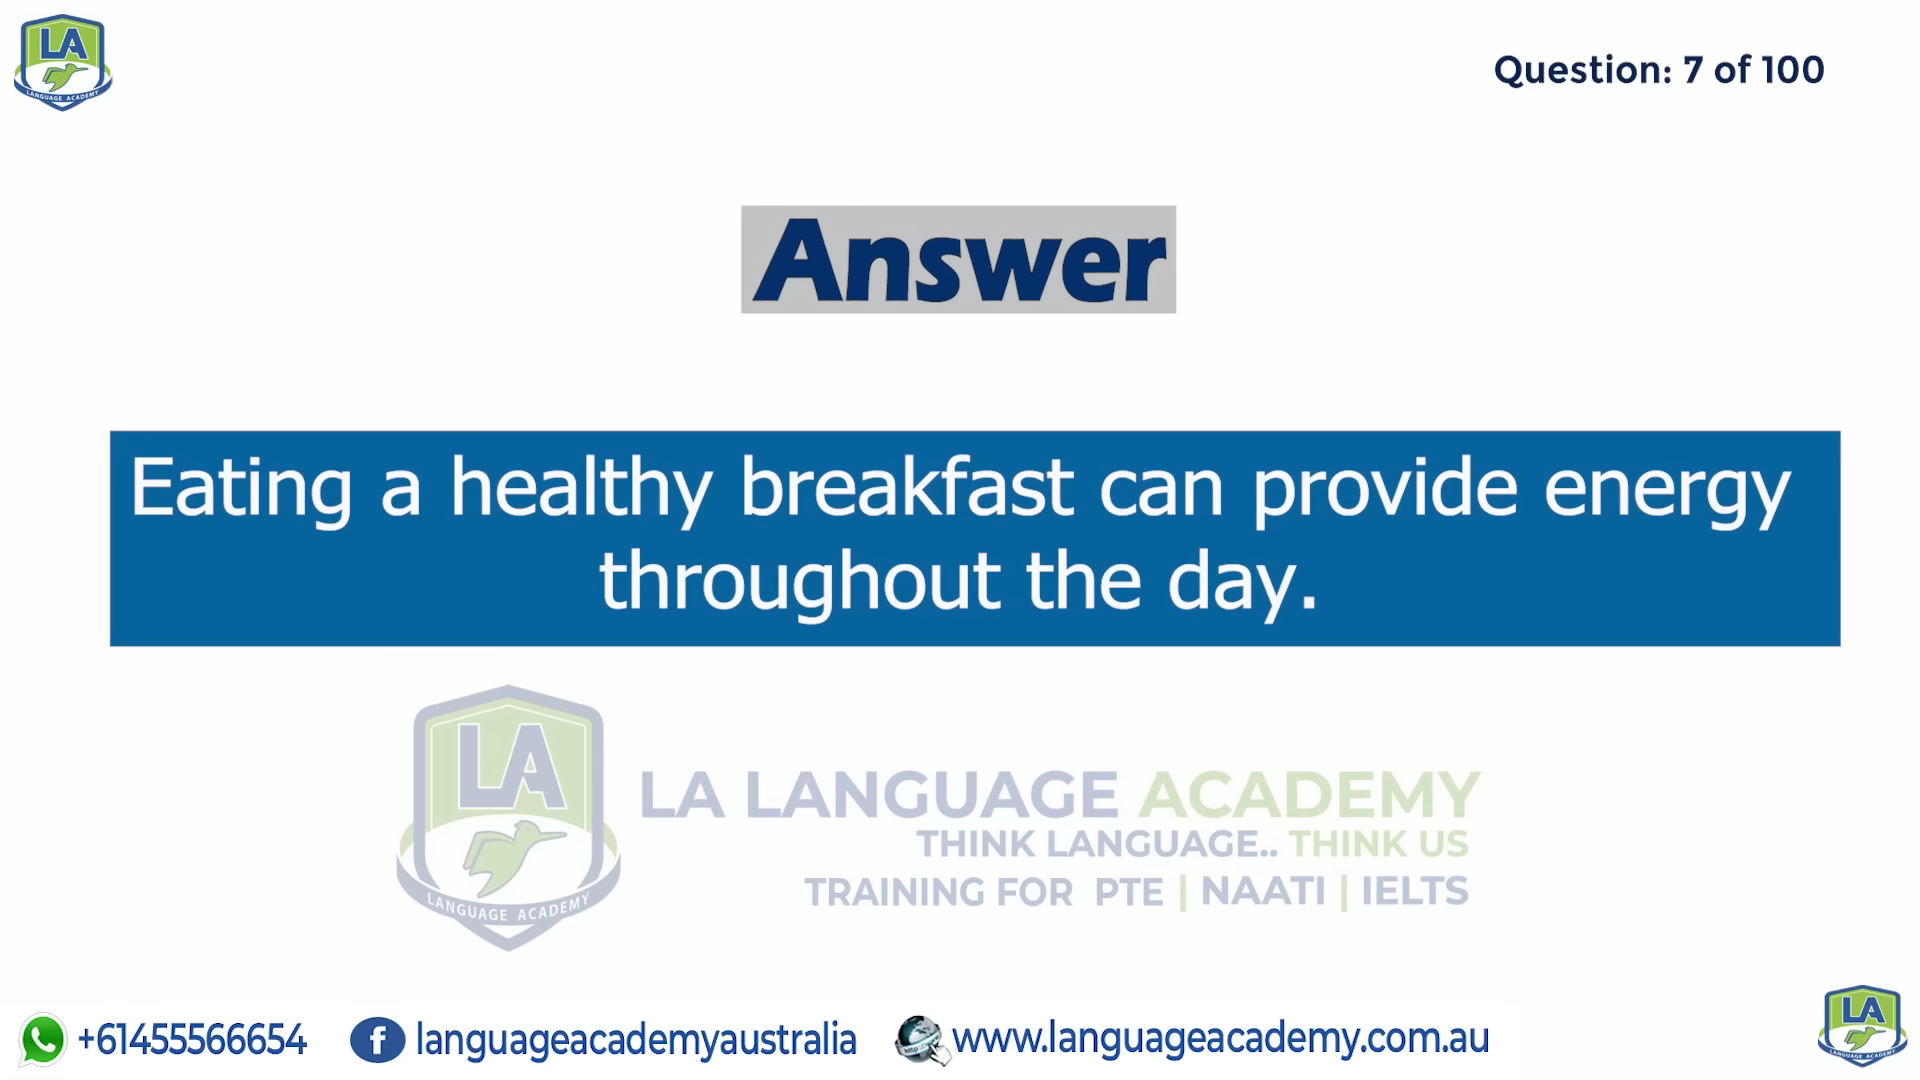 LA
LANGUAGE ACADEMY
Question: 7 of 100
Answer
Eating a healthy breakfast can provide energy
throughout the day.
LA
LANGUAGE ACADEMY
LA LANGUAGE ACADEMY
THINK LANGUAGE.. THINK US
TRAINING FOR PTE | NAATI | IELTS
+61455566654
languageacademyaustralia
www.languageacademy.com.au
LA
LANGUAGE ACADEMY